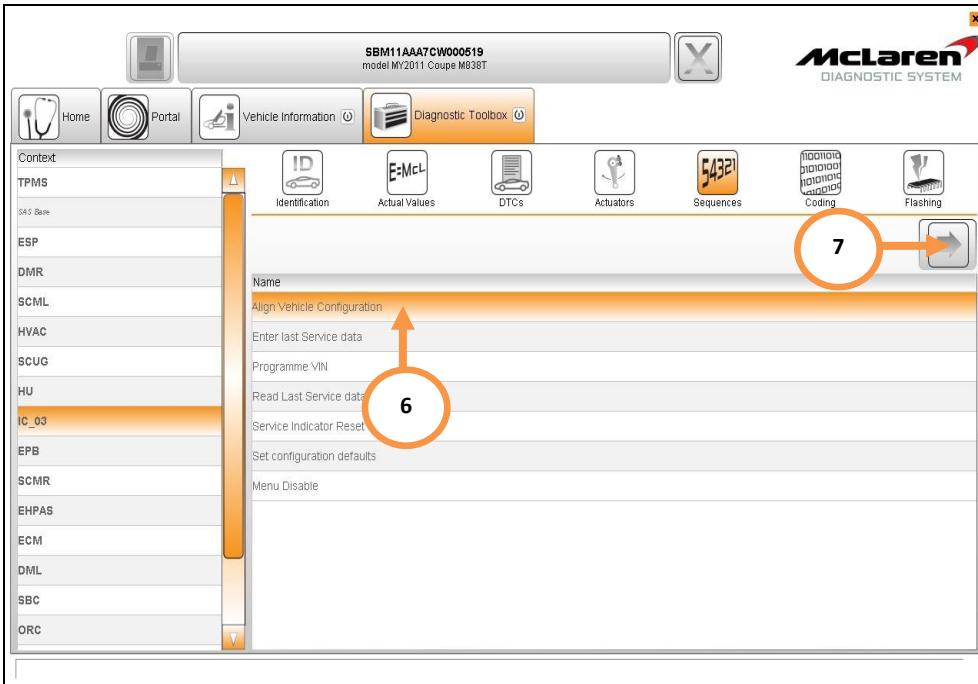 SBM11AAA7CW000519
model MY2011 Coupe M838T
McLaren
DIAGNOSTIC SYSTEM
Home
Portal
Vehicle Information
Diagnostic Toolbox
Context
TPMS
SAS Base
ESP
DMR
SCML
HVAC
SCUG
HU
IC_03
EPB
SCMR
EHPAS
ECM
DML
SBC
ORC
ID
Identification
E=McL
Actual Values
DTCs
Actuators
54321
Sequences
Coding
Flashing
7
Name
Align Vehicle Configuration
Enter last Service data
Programme VIN
Read Last Service data
6
Service Indicator Reset
Set configuration defaults
Menu Disable